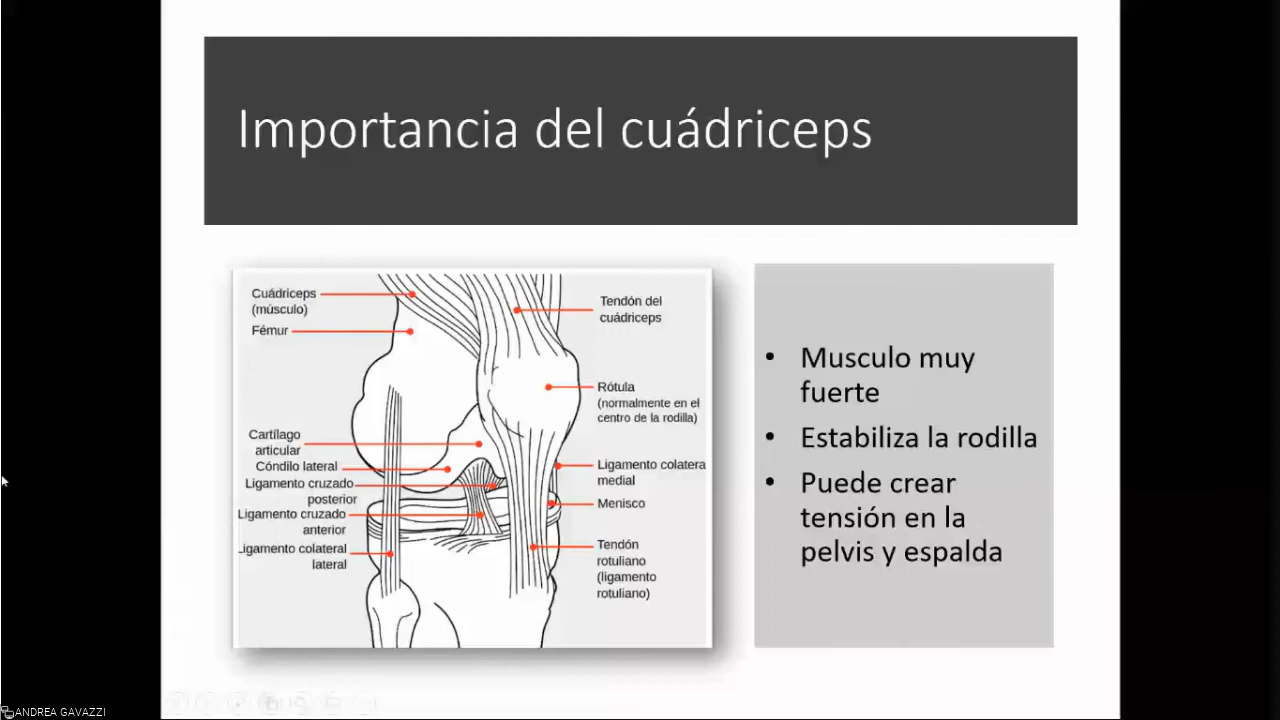 Importancia del cuádriceps
Cuádriceps
(músculo)
Fémur
Cartílago
articular
Cóndilo lateral
Ligamento cruzado
posterior
Ligamento cruzado
anterior
Ligamento colateral
lateral
Tendón del
cuádriceps
Rótula
(normalmente en el
centro de la rodilla)
Ligamento colatera
medial
Menisco
Tendón
rotuliano
(ligamento
rotuliano)
• Musculo muy
fuerte
• Estabiliza la rodilla
• Puede crear
tensión en la
pelvis y espalda
ANDREA GAVAZZI